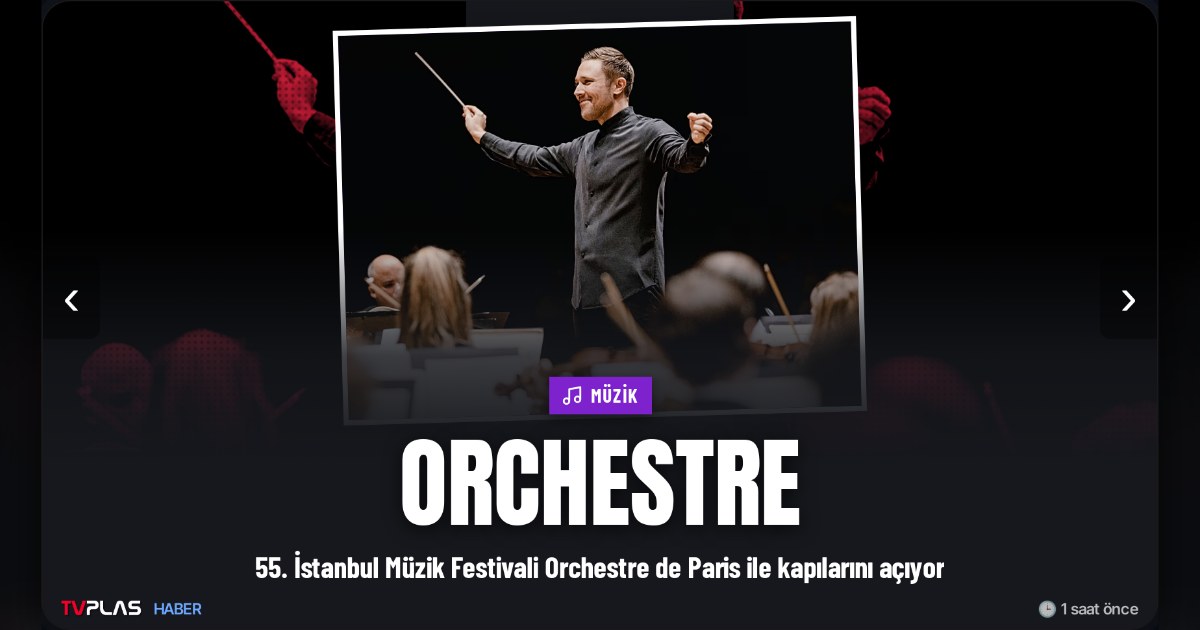 MÜZİK
ORCHESTRE
55. İstanbul Müzik Festivali Orchestre de Paris ile kapılarını açıyor
TVPLAS HABER
1 saat önce